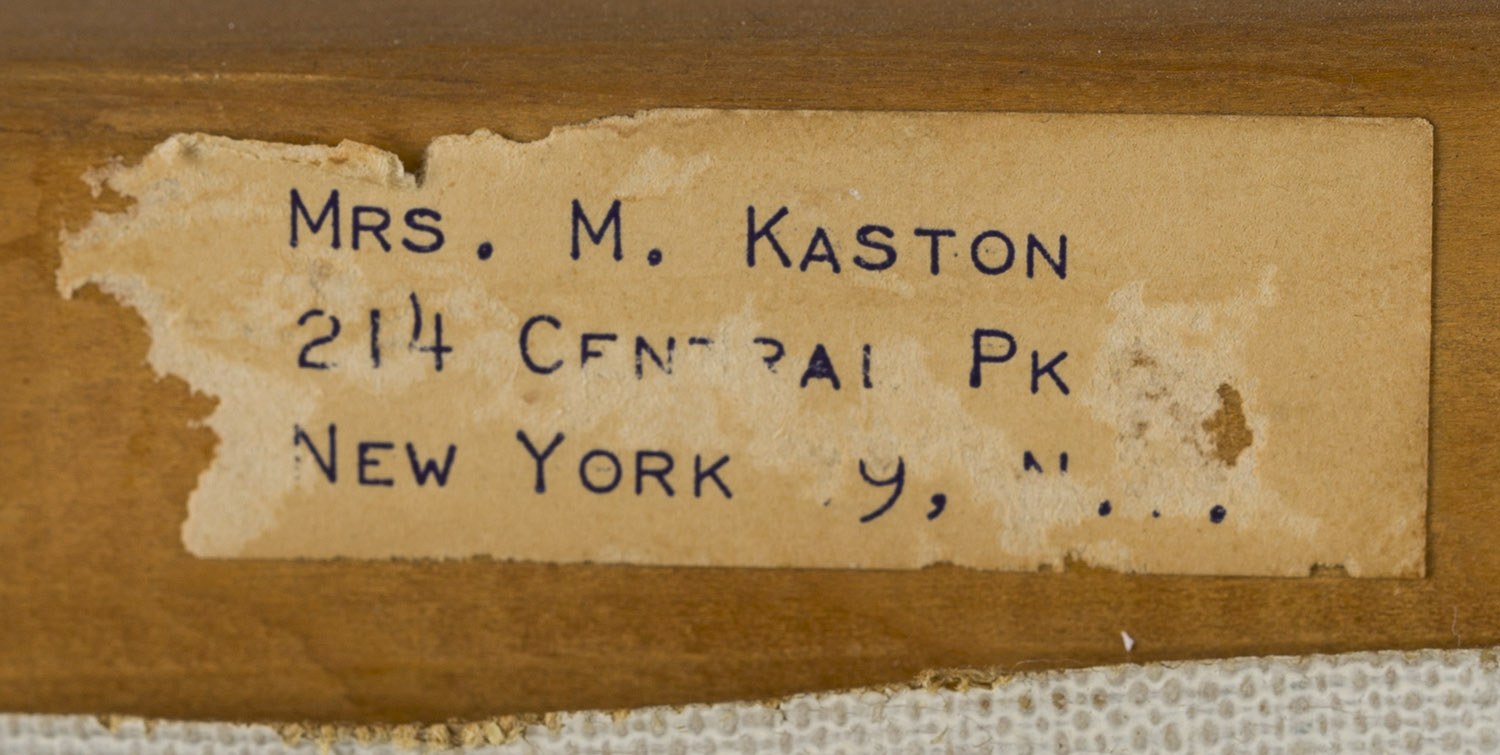 MRS. M. KASTON
214 CENTRAL PK
NEW YORK